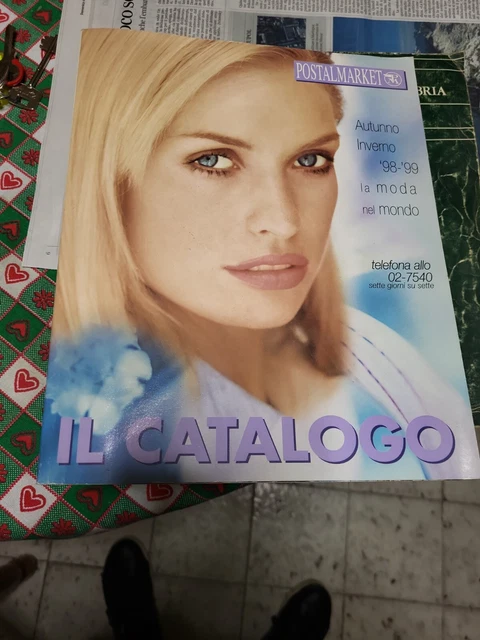 POSTALMARKET
BRIA
Autunno
Inverno
'98-'99
la moda
nel mondo
telefona allo
02-7540
sette giorni su sette
IL CATALOGO